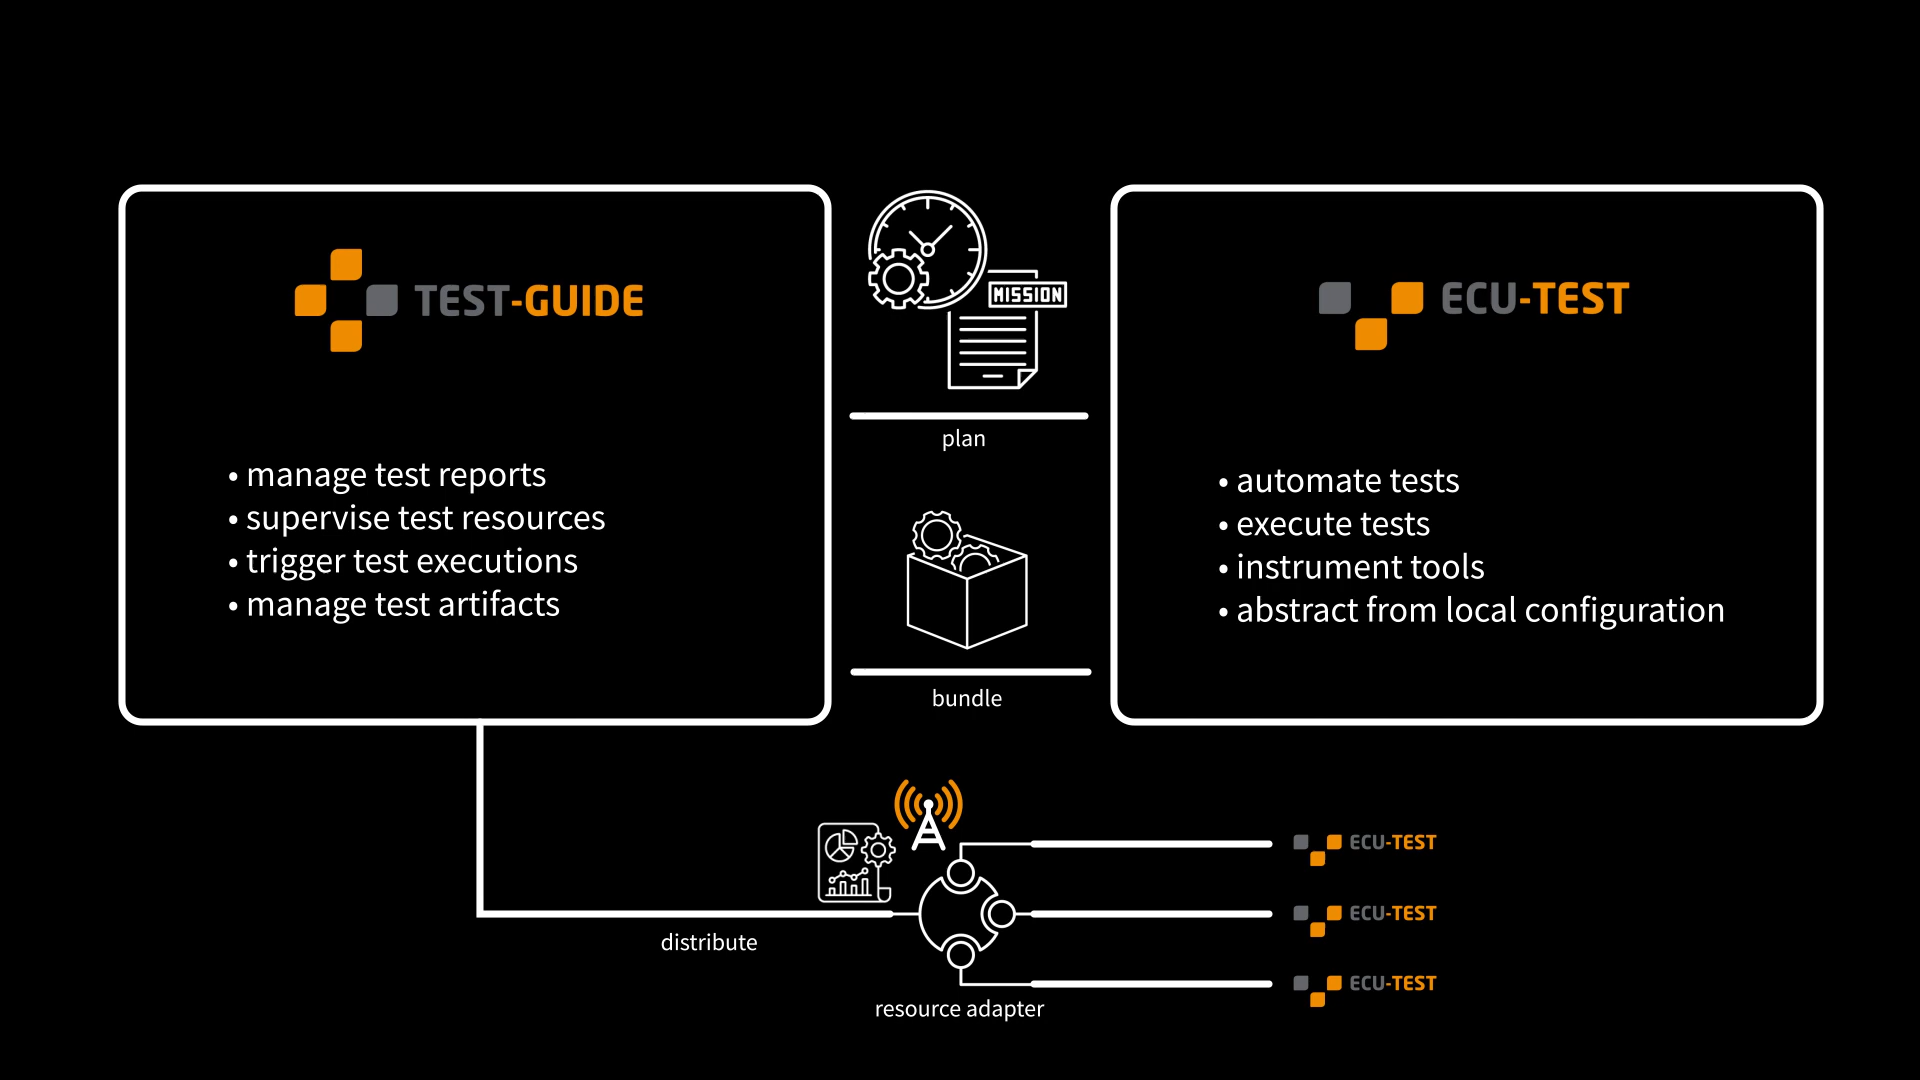 TEST-GUIDE
• manage test reports
• supervise test resources
• trigger test executions
• manage test artifacts
MISSION
plan
bundle
ECU-TEST
• automate tests
• execute tests
• instrument tools
• abstract from local configuration
distribute
resource adapter
ECU-TEST
ECU-TEST
ECU-TEST